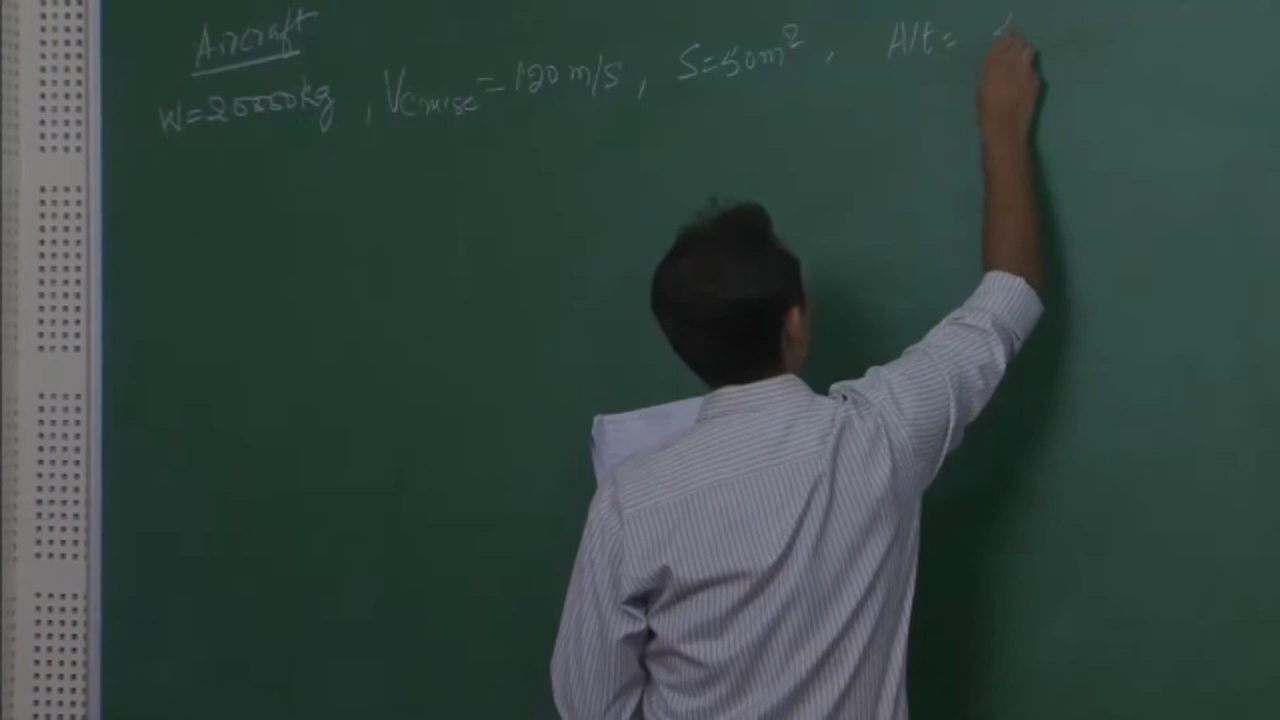 Aircraft
W=20000kg, Vcruise = 120 m/s, S=50m², Alt =